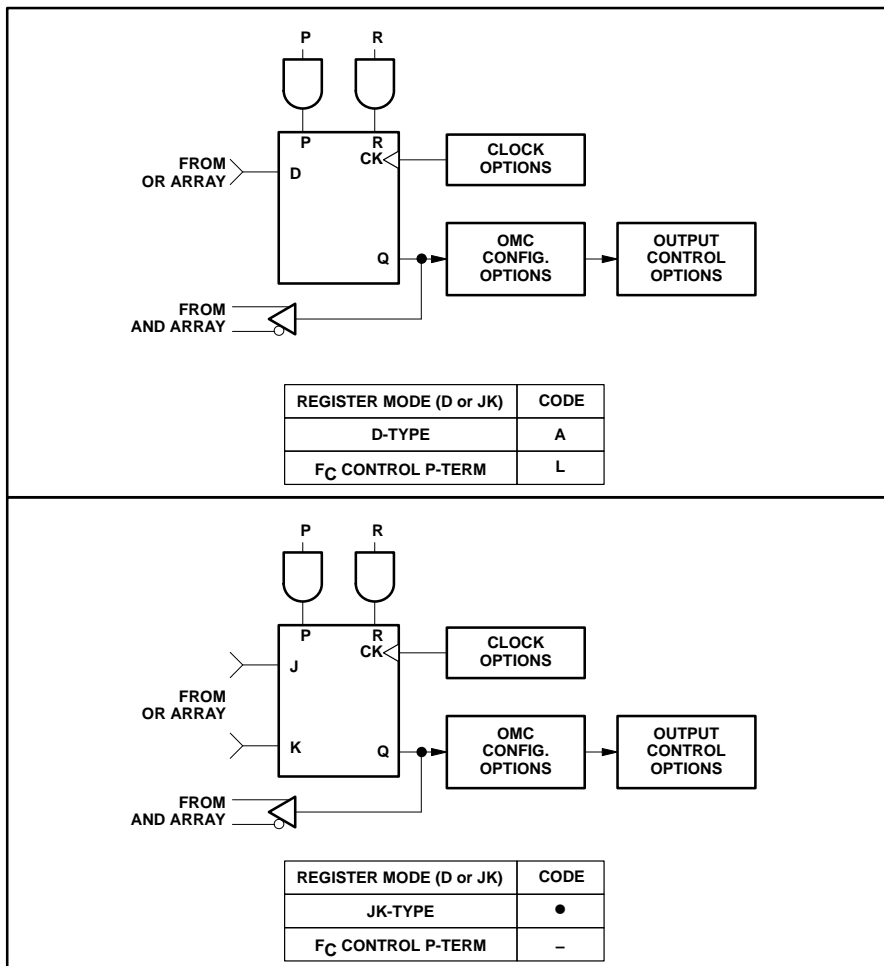 P R
P R
CK
CLOCK
OPTIONS
FROM
OR ARRAY
D
Q
OMC
CONFIG.
OPTIONS
OUTPUT
CONTROL
OPTIONS
FROM
AND ARRAY
REGISTER MODE (D or JK) CODE
D-TYPE A
FC CONTROL P-TERM L
P R
P R
CK
CLOCK
OPTIONS
J
FROM
OR ARRAY
K
Q
OMC
CONFIG.
OPTIONS
OUTPUT
CONTROL
OPTIONS
FROM
AND ARRAY
REGISTER MODE (D or JK) CODE
JK-TYPE ●
FC CONTROL P-TERM –